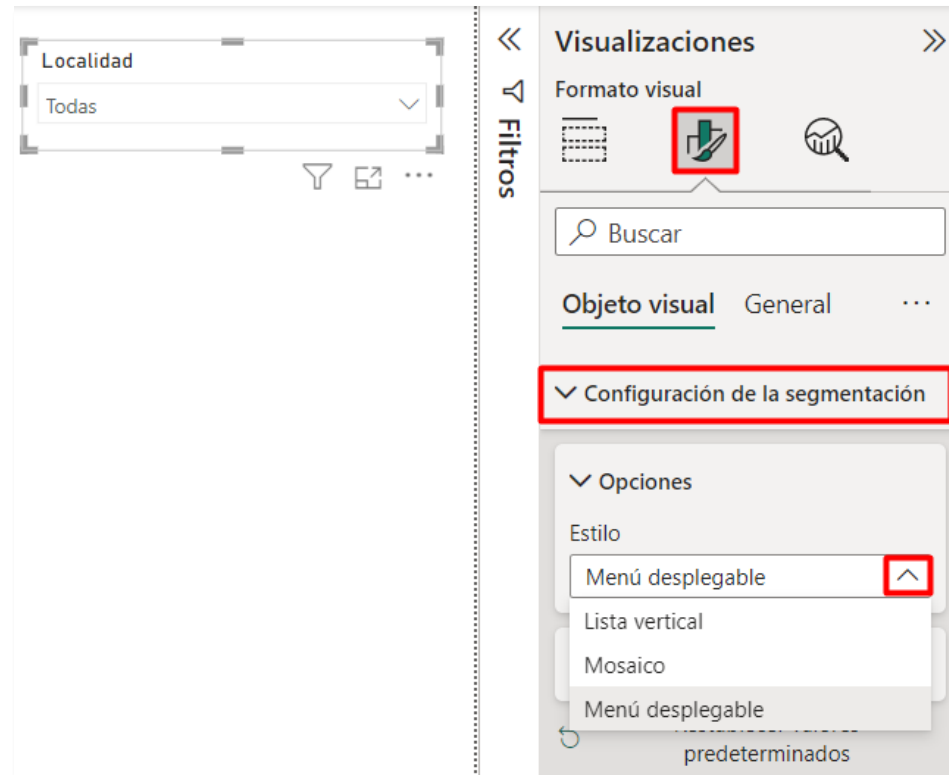 Localidad
Todas
Filtros
Visualizaciones
Formato visual
Buscar
Objeto visual General
Configuración de la segmentación
Opciones
Estilo
Menú desplegable
Lista vertical
Mosaico
Menú desplegable
predeterminados